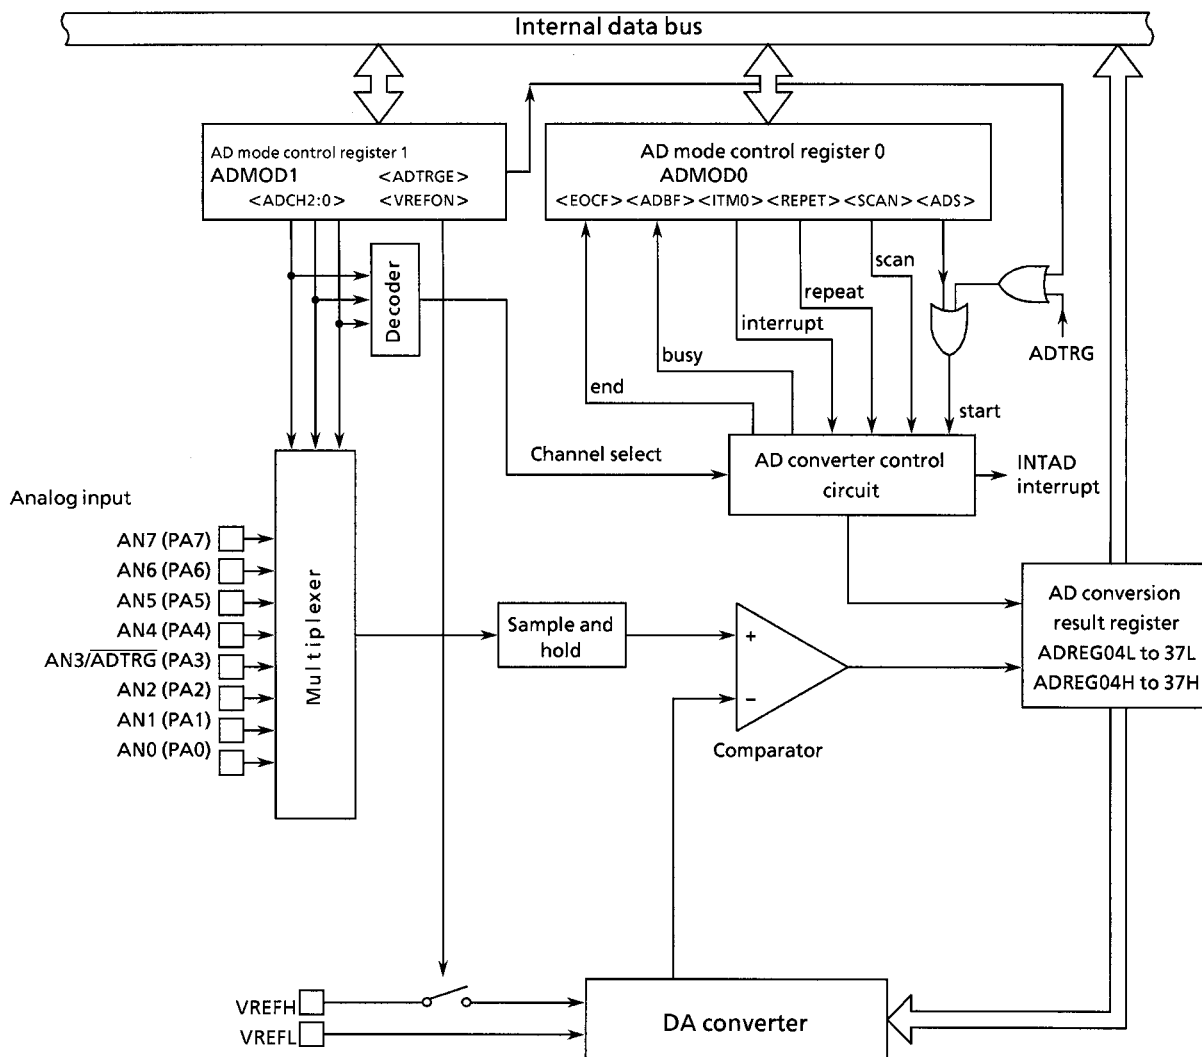 Internal data bus
AD mode control register 1
ADMOD1 <ADTRGE>
<ADCH2:0> <VREFON>
AD mode control register 0
ADMOD0
<EOCF> <ADBF> <ITM0> <REPET> <SCAN> <ADS>
Decoder
scan
repeat
interrupt
busy
end
ADTRG
start
Channel select
AD converter control
circuit
INTAD
interrupt
Analog input
AN7 (PA7)
AN6 (PA6)
AN5 (PA5)
AN4 (PA4)
AN3/ADTRG (PA3)
AN2 (PA2)
AN1 (PA1)
AN0 (PA0)
Multiplexer
Sample and
hold
+
−
Comparator
AD conversion
result register
ADREG04L to 37L
ADREG04H to 37H
VREFH
VREFL
DA converter